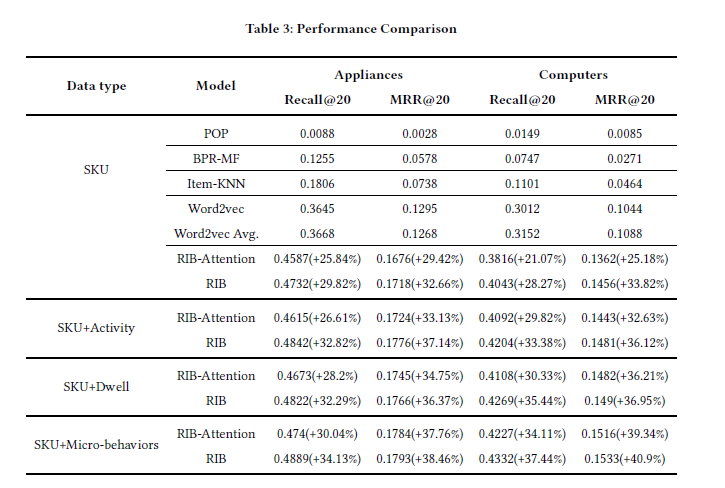 Table 3: Performance Comparison
Data type Model Appliances Computers
Recall@20 MRR@20 Recall@20 MRR@20
SKU
POP 0.0088 0.0028 0.0149 0.0085
BPR-MF 0.1255 0.0578 0.0747 0.0271
Item-KNN 0.1806 0.0738 0.1101 0.0464
Word2vec 0.3645 0.1295 0.3012 0.1044
Word2vec Avg. 0.3668 0.1268 0.3152 0.1088
RIB-Attention 0.4587(+25.84%) 0.1676(+29.42%) 0.3816(+21.07%) 0.1362(+25.18%)
RIB 0.4732(+29.82%) 0.1718(+32.66%) 0.4043(+28.27%) 0.1456(+33.82%)
SKU+Activity
RIB-Attention 0.4615(+26.61%) 0.1724(+33.13%) 0.4092(+29.82%) 0.1443(+32.63%)
RIB 0.4842(+32.82%) 0.1776(+37.14%) 0.4204(+33.38%) 0.1481(+36.12%)
SKU+Dwell
RIB-Attention 0.4673(+28.2%) 0.1745(+34.75%) 0.4108(+30.33%) 0.1482(+36.21%)
RIB 0.4822(+32.29%) 0.1766(+36.37%) 0.4269(+35.44%) 0.149(+36.95%)
SKU+Micro-behaviors
RIB-Attention 0.474(+30.04%) 0.1784(+37.76%) 0.4227(+34.11%) 0.1516(+39.34%)
RIB 0.4889(+34.13%) 0.1793(+38.46%) 0.4332(+37.44%) 0.1533(+40.9%)